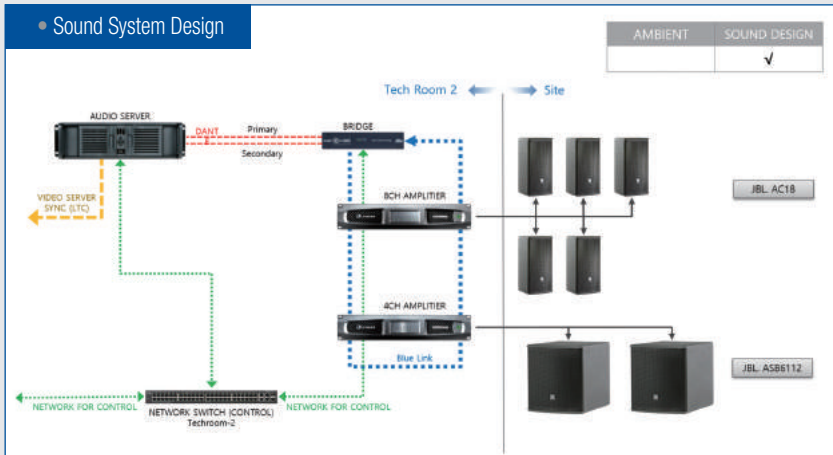 • Sound System Design
AMBIENT SOUND DESIGN
√
Tech Room 2 Site
AUDIO SERVER
DANT
E
Primary
Secondary
BRIDGE
VIDEO SERVER
SYNC (LTC)
8CH AMPLITIER
JBL. AC18
4CH AMPLITIER
Blue Link
JBL. ASB6112
NETWORK FOR CONTROL
NETWORK SWITCH (CONTROL)
Techroom-2
NETWORK FOR CONTROL